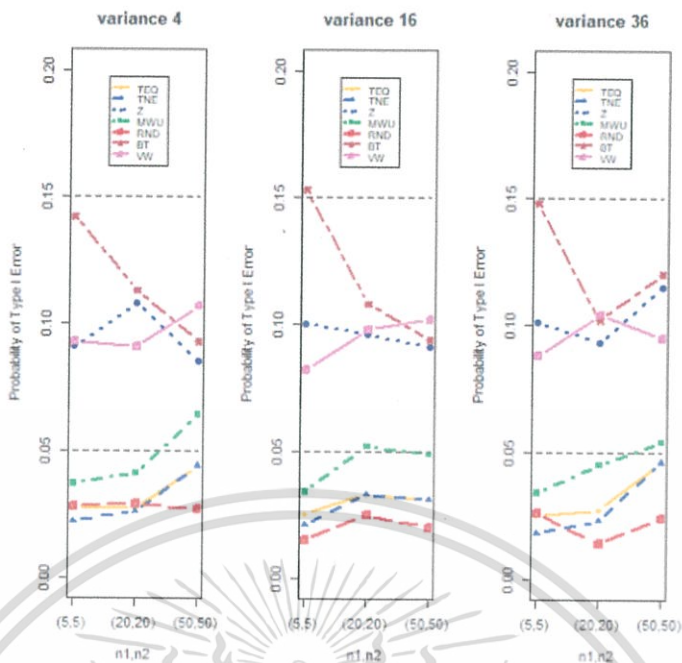 variance 4
Probability of Type I Error
0.20
0.15
0.10
0.05
0.00
TEQ
TNE
Z
MWU
RND
BT
VW
(5,5)
(20,20)
(50,50)
n1,n2
variance 16
Probability of Type I Error
0.20
0.15
0.10
0.05
0.00
TEQ
TNE
Z
MWU
RND
BT
VW
(5,5)
(20,20)
(50,50)
n1,n2
variance 36
Probability of Type I Error
0.20
0.15
0.10
0.05
0.00
TEQ
TNE
Z
MWU
RND
BT
VW
(5,5)
(20,20)
(50,50)
n1,n2